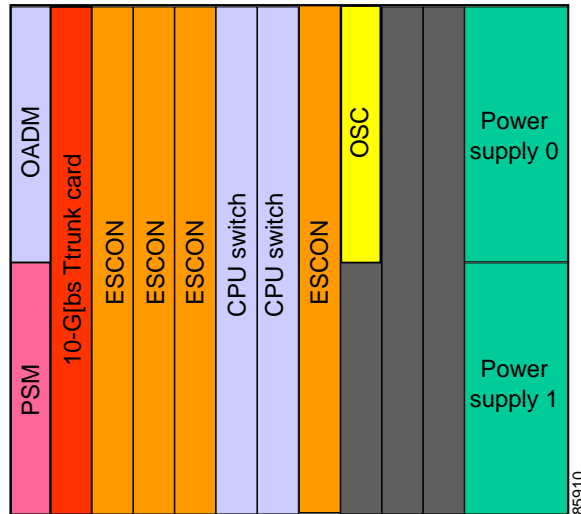 OADM
PSM
10-G[bs Ttrunk card
ESCON
ESCON
ESCON
CPU switch
CPU switch
ESCON
OSC
Power
supply 0
Power
supply 1
85910